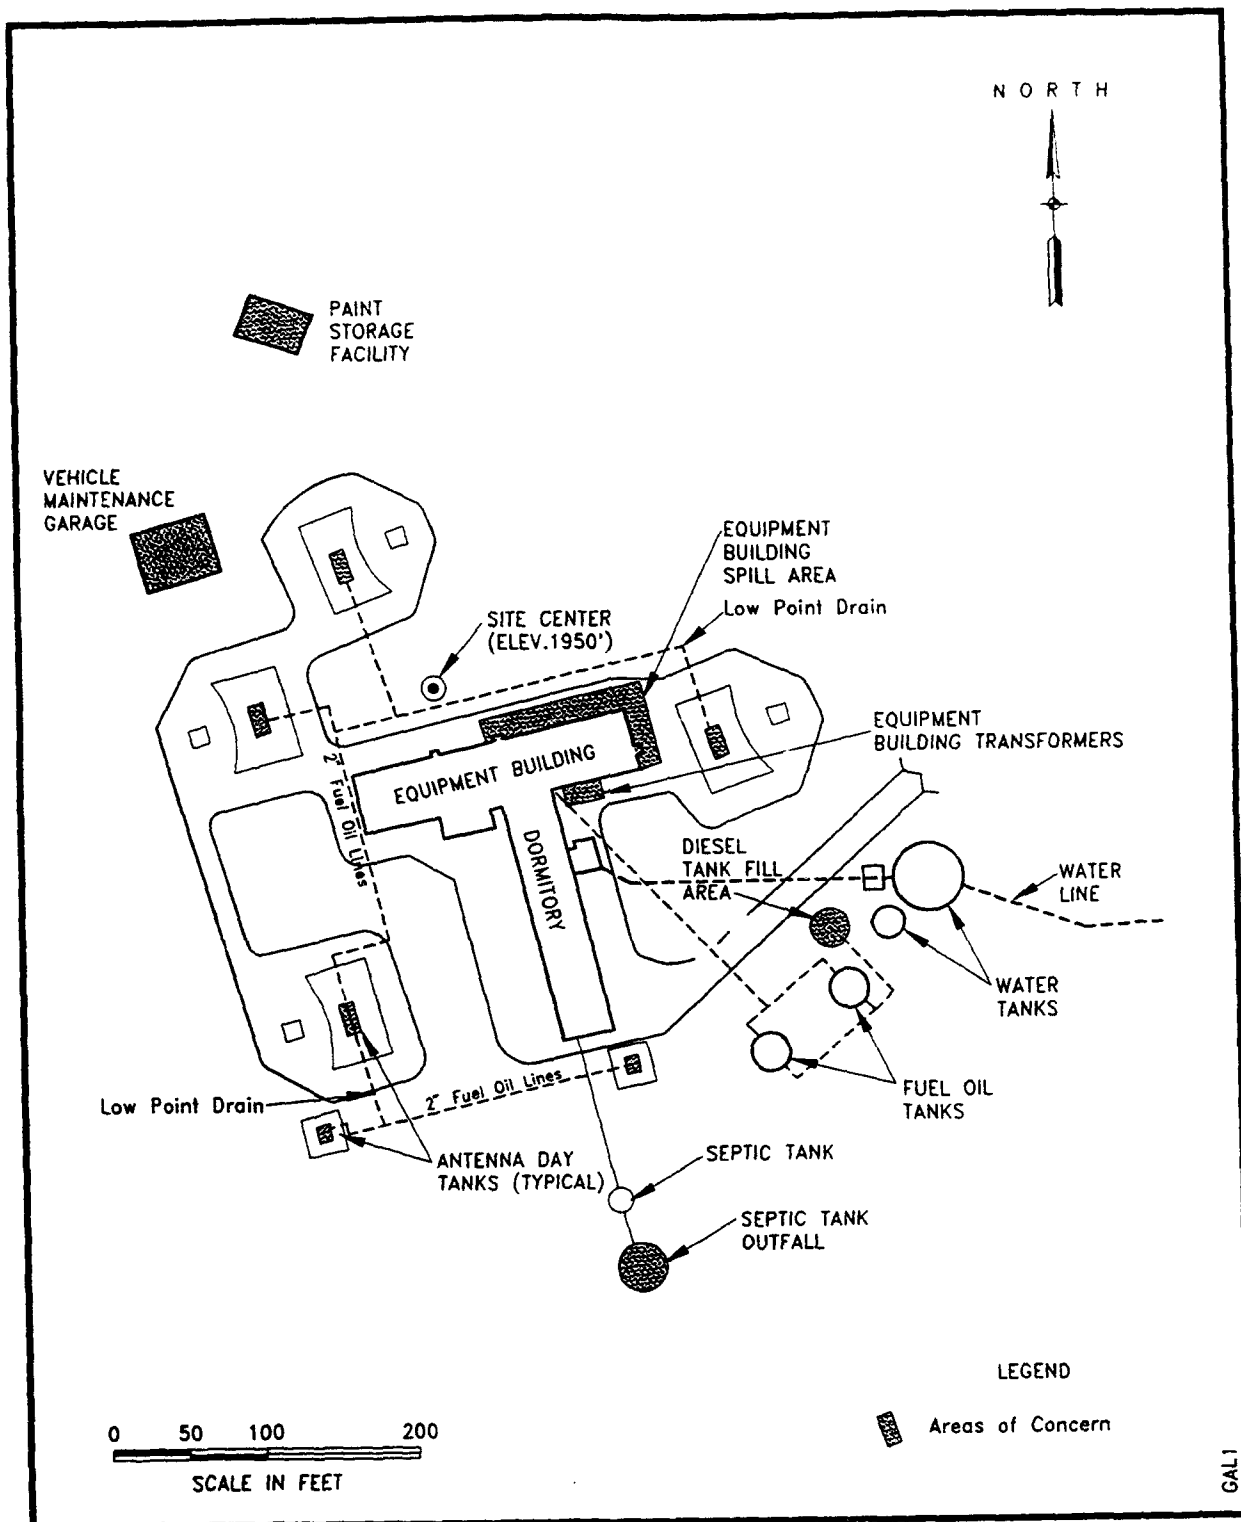 N O R T H
PAINT
STORAGE
FACILITY
VEHICLE
MAINTENANCE
GARAGE
EQUIPMENT
BUILDING
SPILL AREA
Low Point Drain
SITE CENTER
(ELEV.1950')
EQUIPMENT
BUILDING TRANSFORMERS
2" Fuel Oil Lines
EQUIPMENT BUILDING
DORMITORY
DIESEL
TANK FILL
AREA
WATER
LINE
WATER
TANKS
FUEL OIL
TANKS
Low Point Drain
2" Fuel Oil Lines
ANTENNA DAY
TANKS (TYPICAL)
SEPTIC TANK
SEPTIC TANK
OUTFALL
LEGEND
Areas of Concern
0 50 100 200
SCALE IN FEET
GAL1